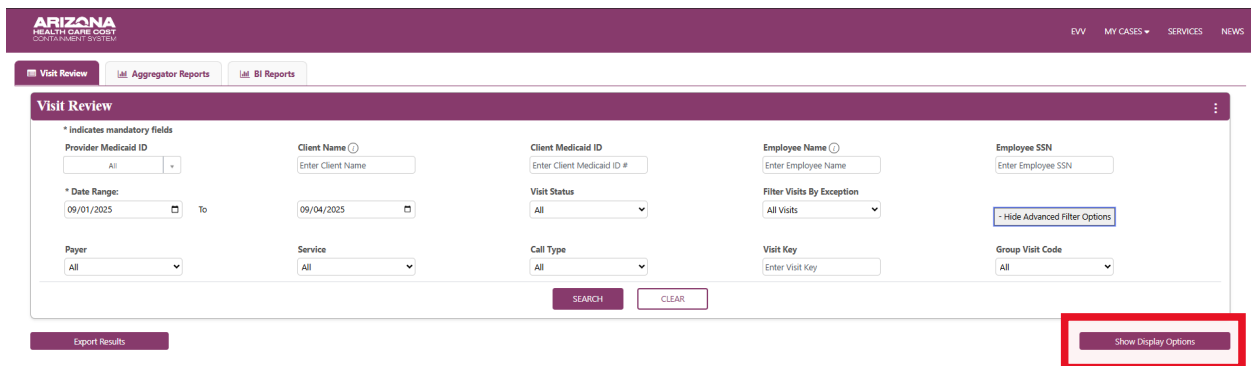 ARIZONA
HEALTH CARE COST
CONTAINMENT SYSTEM
EVV MY CASES SERVICES NEWS
Visit Review Aggregator Reports BI Reports
Visit Review
* indicates mandatory fields
Provider Medicaid ID Client Name Client Medicaid ID Employee Name Employee SSN
All Enter Client Name Enter Client Medicaid ID # Enter Employee Name Enter Employee SSN
* Date Range: Visit Status Filter Visits By Exception
09/01/2025 To 09/04/2025 All All Visits - Hide Advanced Filter Options
Payer Service Call Type Visit Key Group Visit Code
All All All Enter Visit Key All
SEARCH CLEAR
Export Results Show Display Options